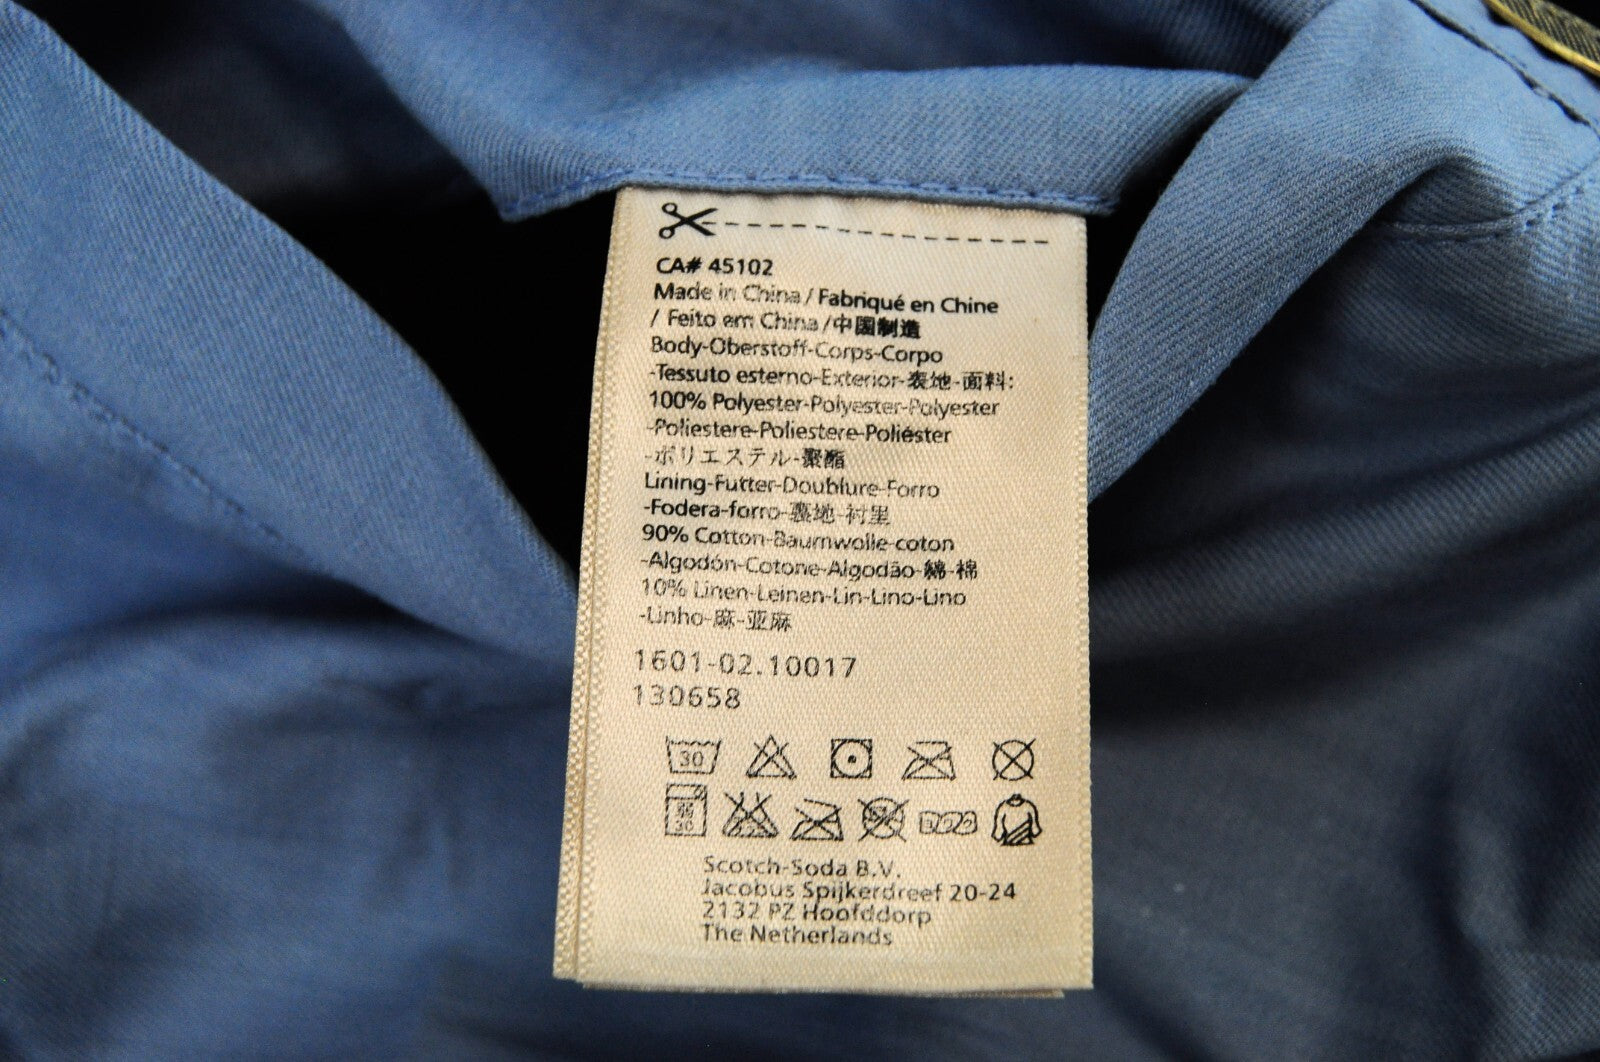 CA# 45102
Made in China / Fabriqué en Chine
/ Feito em China /中国制造
Body-Oberstoff-Corps-Corpo
-Tessuto esterno-Exterior-表地-面料:
100% Polyester-Polyester-Polyester
-Poliestere-Poliestere-Poliéster
-ポリエステル-聚酯
Lining-Futter-Doublure-Forro
-Fodera-forro-裏地-衬里
90% Cotton-Baumwolle-coton
-Algodón-Cotone-Algodão-綿-棉
10% Linen-Leinen-Lin-Lino-Lino
-Linho-麻-亚麻
1601-02.10017
130658
30
弱
30
Scotch-Soda B.V.
Jacobus Spijkerdreef 20-24
2132 PZ Hoofddorp
The Netherlands